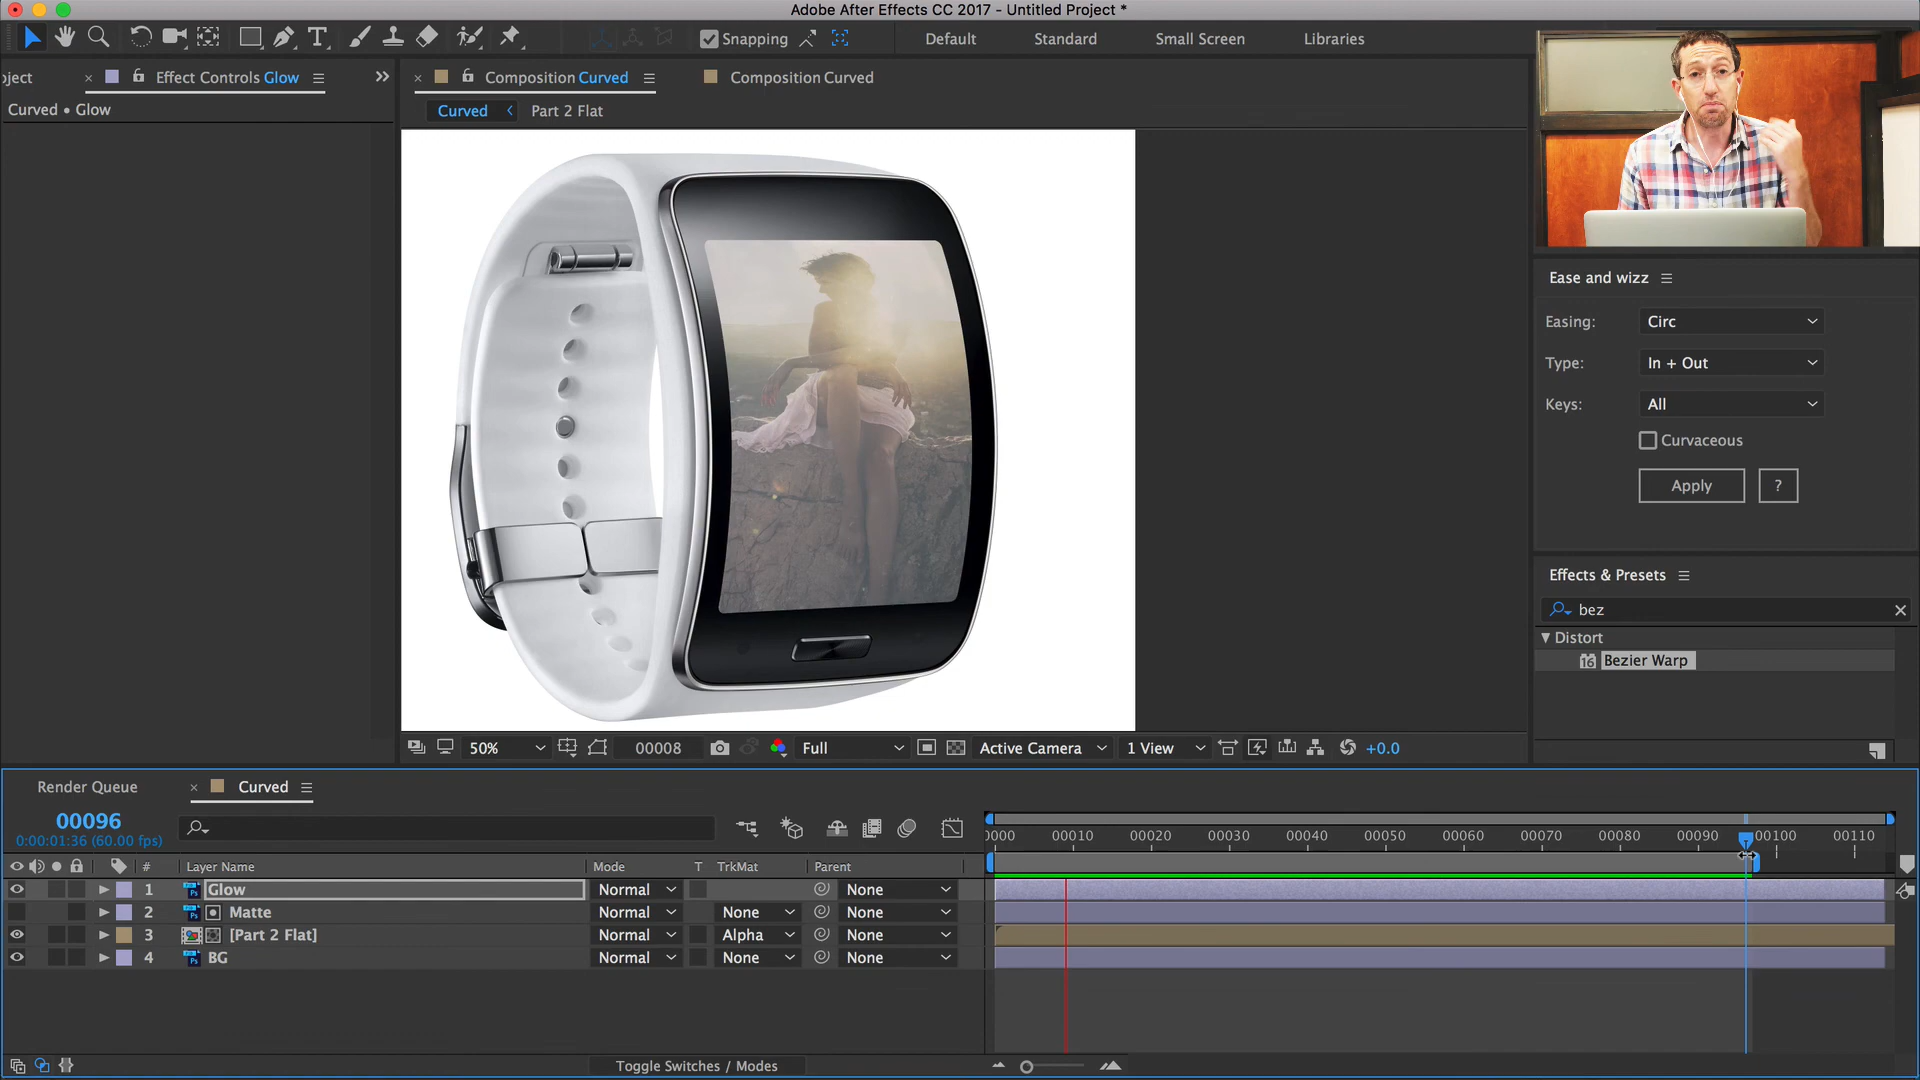 Adobe After Effects CC 2017 - Untitled Project *
Snapping
Default
Standard
Small Screen
Libraries
oject
Effect Controls Glow
Composition Curved
Composition Curved
Curved • Glow
Curved
Part 2 Flat
Ease and wizz
Easing:
Circ
Type:
In + Out
Keys:
All
Curvaceous
Apply
?
Effects & Presets
bez
Distort
16
Bezier Warp
50%
00008
Full
Active Camera
1 View
+0.0
Render Queue
Curved
00096
0:00:01:36 (60.00 fps)
0000
00010
00020
00030
00040
00050
00060
00070
00080
00090
00100
00110
#
Layer Name
Mode
T
TrkMat
Parent
1
Glow
Normal
None
2
Matte
Normal
None
None
3
[Part 2 Flat]
Normal
Alpha
None
4
BG
Normal
None
None
Toggle Switches / Modes